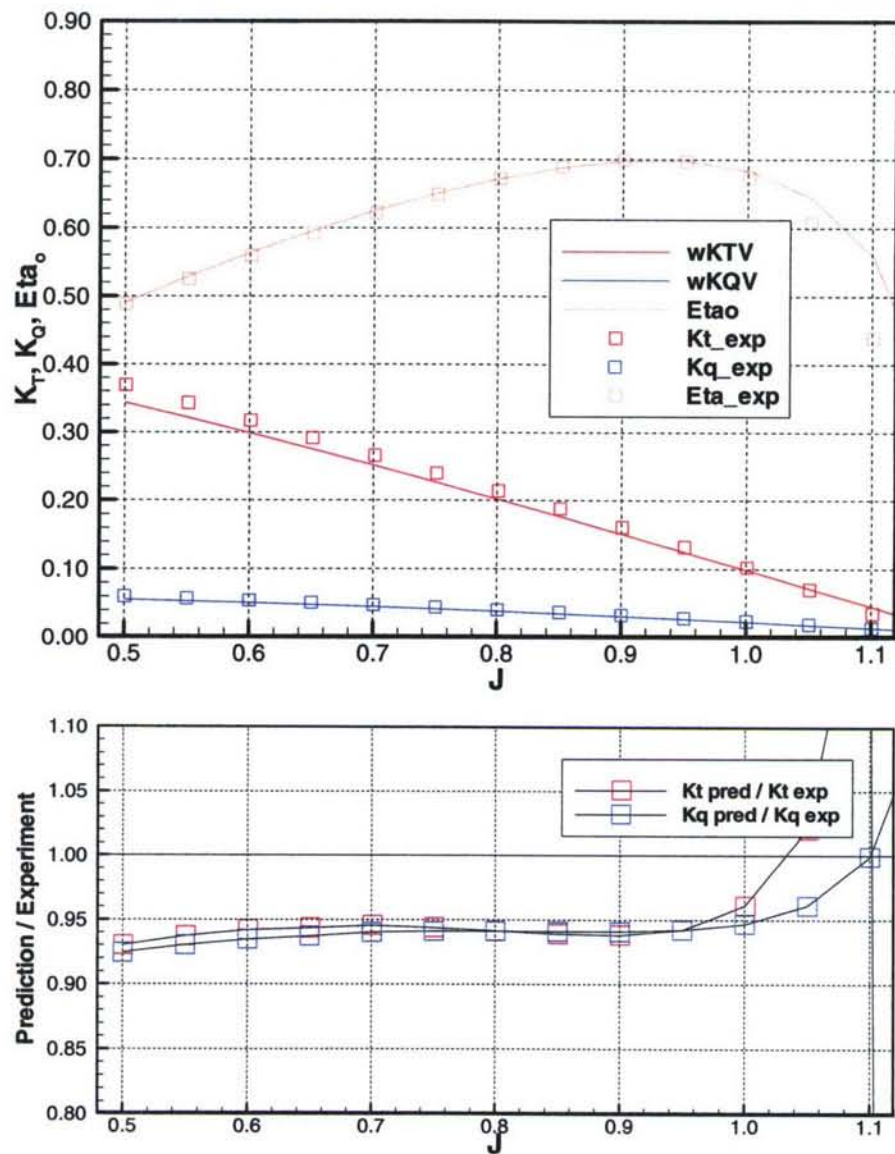 0.90
0.80
0.70
0.60
0.50
0.40
0.30
0.20
0.10
0.00
K_T, K_Q, Eta_o
wKTV
wKQV
Etao
Kt_exp
Kq_exp
Eta_exp
0.5 0.6 0.7 0.8 0.9 1.0 1.1
J
1.10
1.05
1.00
0.95
0.90
0.85
0.80
Prediction / Experiment
Kt pred / Kt exp
Kq pred / Kq exp
0.5 0.6 0.7 0.8 0.9 1.0 1.1
J